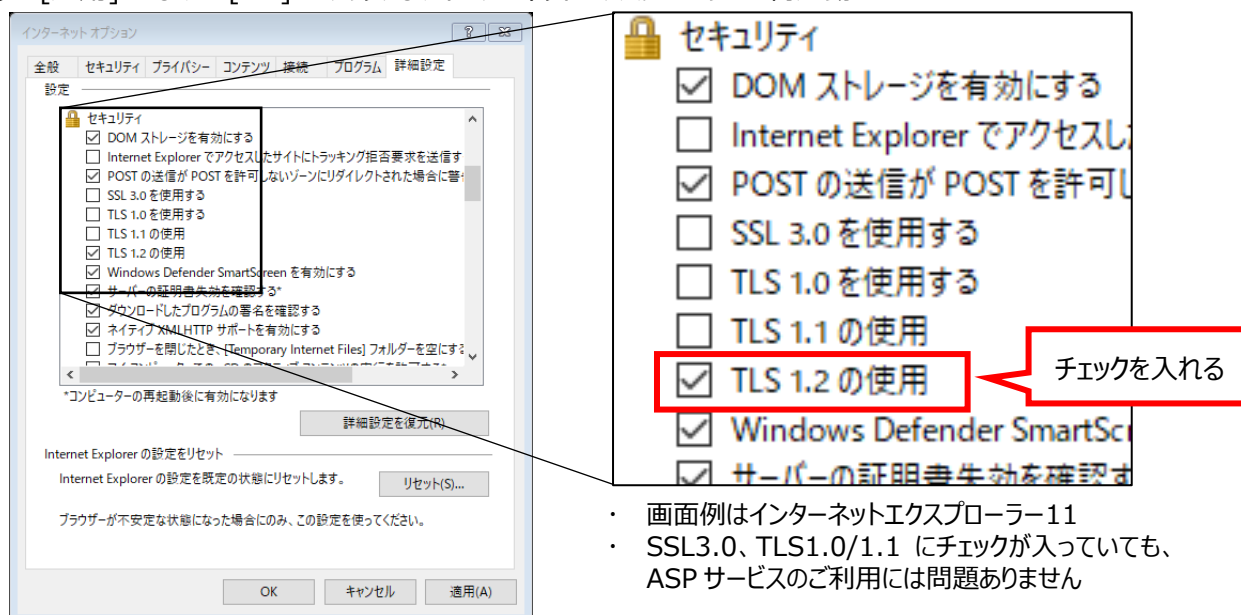 インターネット オプション
全般 セキュリティ プライバシー コンテンツ 接続 プログラム 詳細設定
設定
セキュリティ
DOM ストレージを有効にする
Internet Explorer でアクセスしたサイトにトラッキング拒否要求を送信す
POST の送信が POST を許可しないゾーンにリダイレクトされた場合に警
SSL 3.0 を使用する
TLS 1.0 を使用する
TLS 1.1 の使用
TLS 1.2 の使用
Windows Defender SmartScreen を有効にする
サーバーの証明書失効を確認する*
ダウンロードしたプログラムの署名を確認する
ネイティブ XMLHTTP サポートを有効にする
ブラウザーを閉じたとき、[Temporary Internet Files] フォルダーを空にする
*コンピューターの再起動後に有効になります
詳細設定を復元(R)
Internet Explorer の設定をリセット
Internet Explorer の設定を既定の状態にリセットします。
リセット(S)...
ブラウザーが不安定な状態になった場合にのみ、この設定を使ってください。
OK キャンセル 適用(A)
セキュリティ
DOM ストレージを有効にする
Internet Explorer でアクセスし
POST の送信が POST を許可し
SSL 3.0 を使用する
TLS 1.0 を使用する
TLS 1.1 の使用
TLS 1.2 の使用
チェックを入れる
Windows Defender SmartScr
サーバーの証明書失効を確認す
・ 画面例はインターネットエクスプローラー11
・ SSL3.0、TLS1.0/1.1 にチェックが入っていても、
ASP サービスのご利用には問題ありません